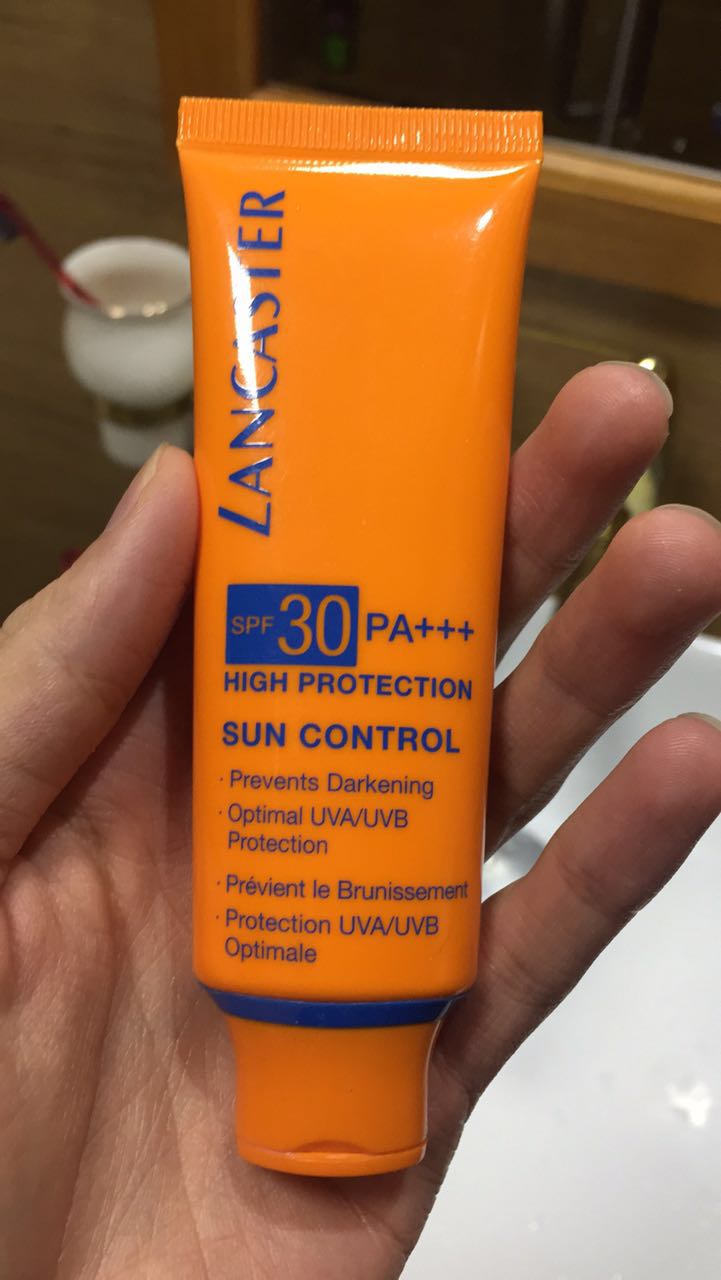 LANCASTER
SPF 30 PA+++
HIGH PROTECTION
SUN CONTROL
· Prevents Darkening
· Optimal UVA/UVB
Protection
· Prévient le Brunissement
· Protection UVA/UVB
Optimale